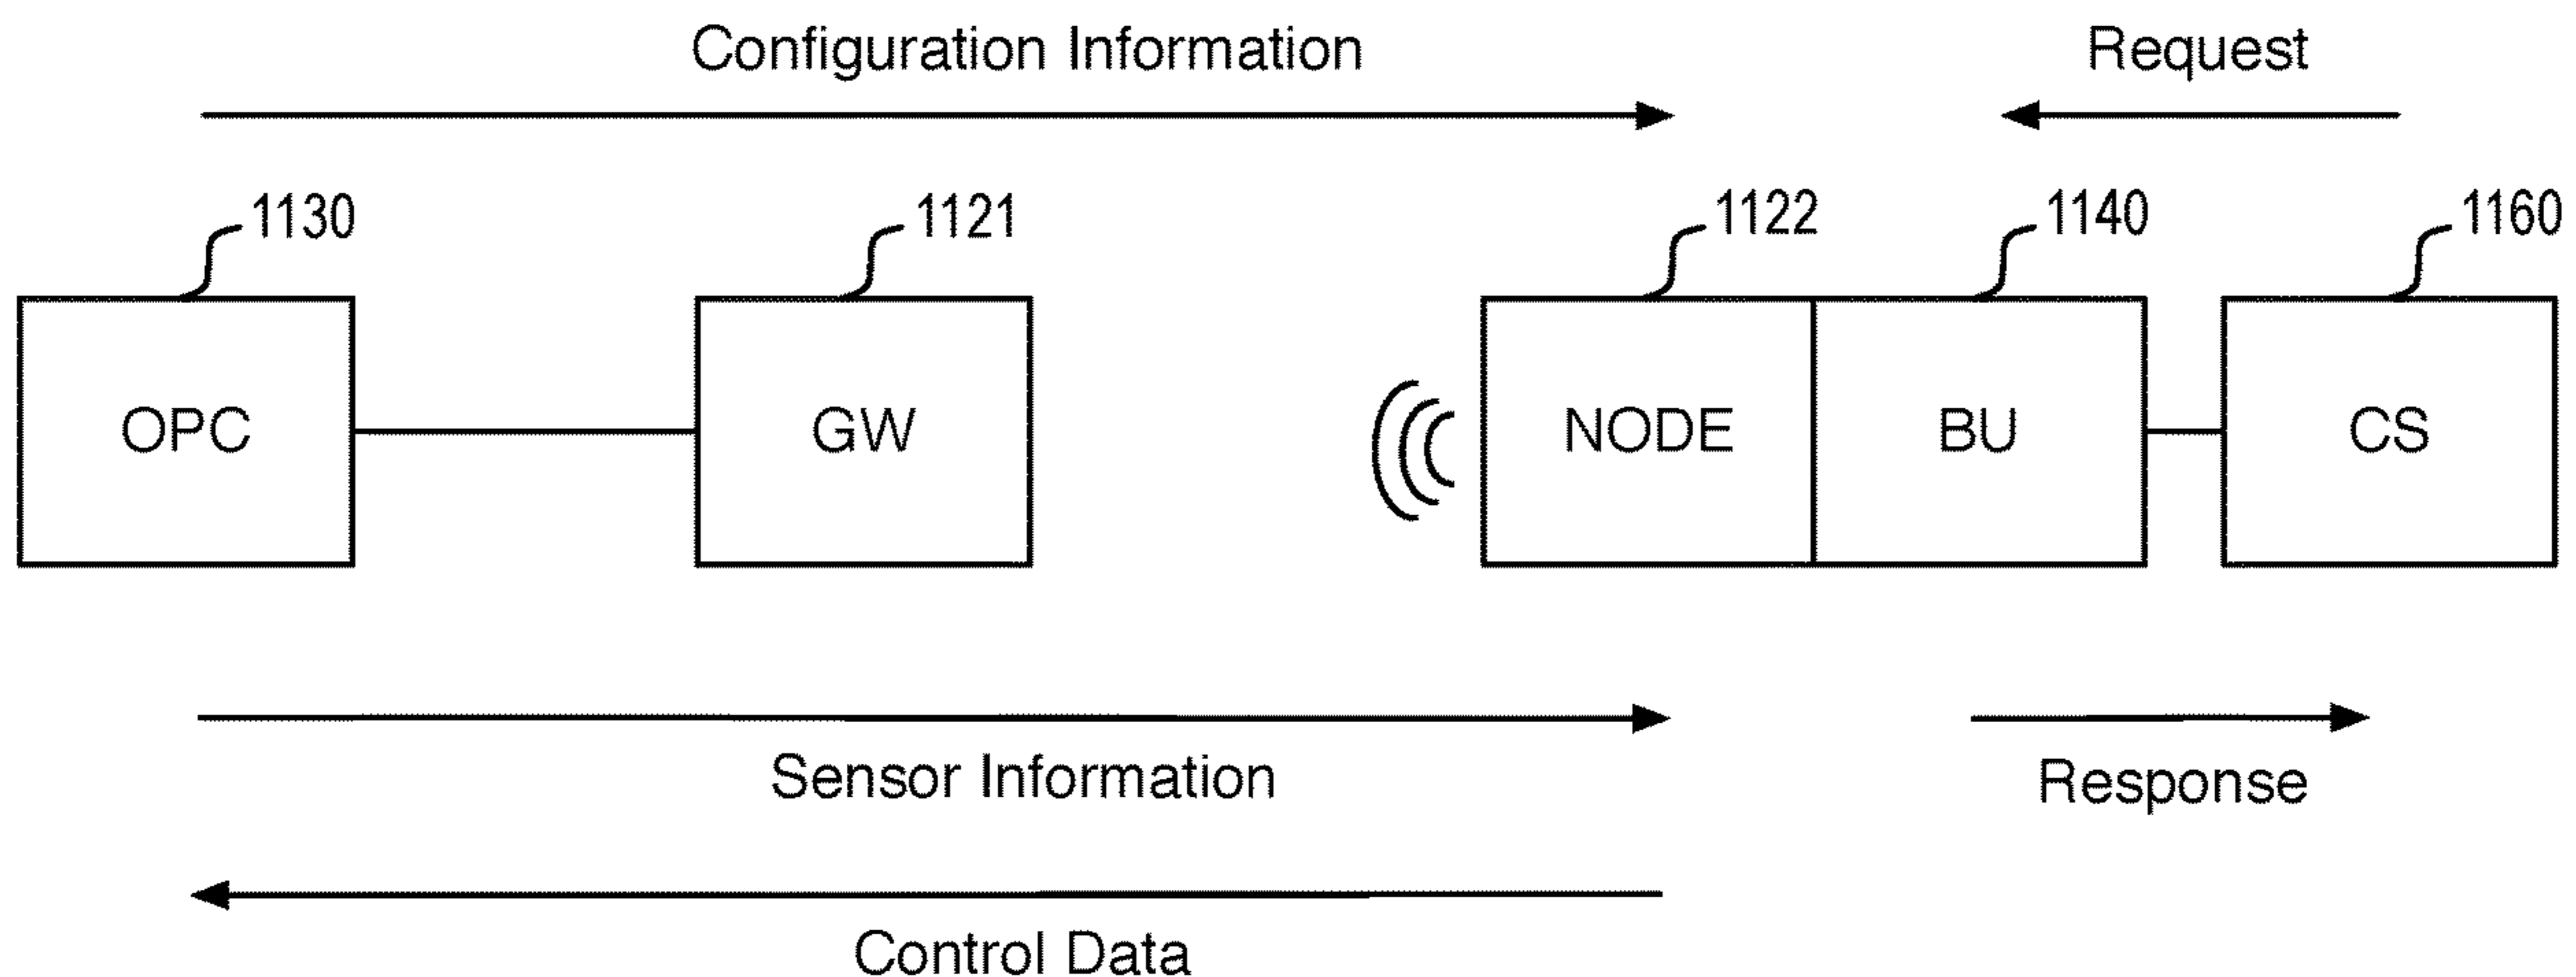 Configuration Information
Request
1130
1121
1122
1140
1160
OPC
GW
NODE
BU
CS
Sensor Information
Response
Control Data